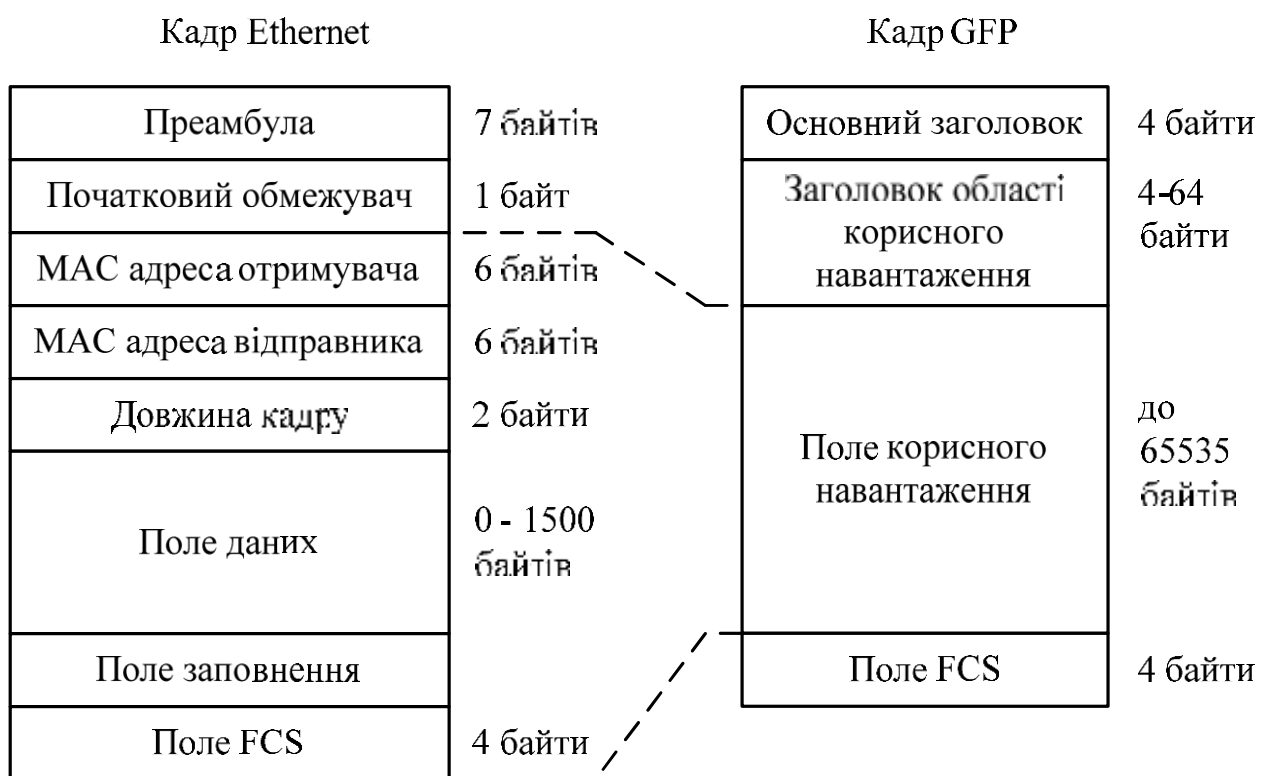 Кадр Ethernet
Кадр GFP
Преамбула
7 байтів
Початковий обмежувач
1 байт
МАС адреса отримувача
6 байтів
МАС адреса відправника
6 байтів
Довжина кадру
2 байти
Поле даних
0 - 1500
байтів
Поле заповнення
Поле FCS
4 байти
Основний заголовок
4 байти
Заголовок області
корисного
навантаження
4-64
байти
Поле корисного
навантаження
до
65535
байтів
Поле FCS
4 байти